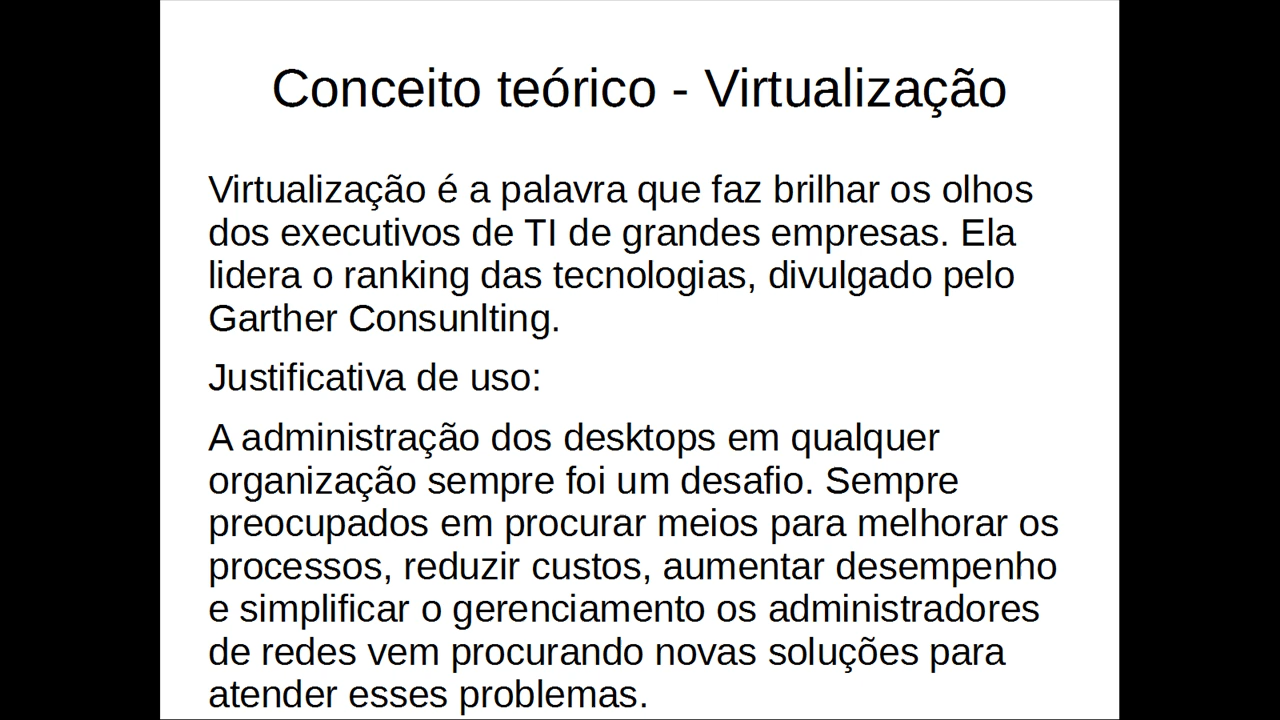 Conceito teórico - Virtualização
Virtualização é a palavra que faz brilhar os olhos
dos executivos de TI de grandes empresas. Ela
lidera o ranking das tecnologias, divulgado pelo
Garther Consunlting.
Justificativa de uso:
A administração dos desktops em qualquer
organização sempre foi um desafio. Sempre
preocupados em procurar meios para melhorar os
processos, reduzir custos, aumentar desempenho
e simplificar o gerenciamento os administradores
de redes vem procurando novas soluções para
atender esses problemas.